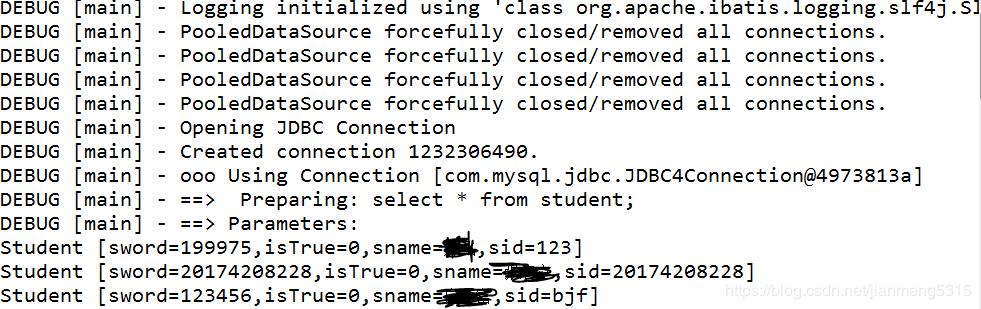 DEBUG [main] - Logging initialized using 'class org.apache.ibatis.logging.slf4j.Sl
DEBUG [main] - PooledDataSource forcefully closed/removed all connections.
DEBUG [main] - PooledDataSource forcefully closed/removed all connections.
DEBUG [main] - PooledDataSource forcefully closed/removed all connections.
DEBUG [main] - PooledDataSource forcefully closed/removed all connections.
DEBUG [main] - Opening JDBC Connection
DEBUG [main] - Created connection 1232306490.
DEBUG [main] - ooo Using Connection [com.mysql.jdbc.JDBC4Connection@4973813a]
DEBUG [main] - ==>  Preparing: select * from student;
DEBUG [main] - ==> Parameters:
Student [sword=199975,isTrue=0,sname=,sid=123]
Student [sword=20174208228,isTrue=0,sname=,sid=20174208228]
Student [sword=123456,isTrue=0,sname=,sid=bjf]
https://blog.csdn.net/jianmeng5315